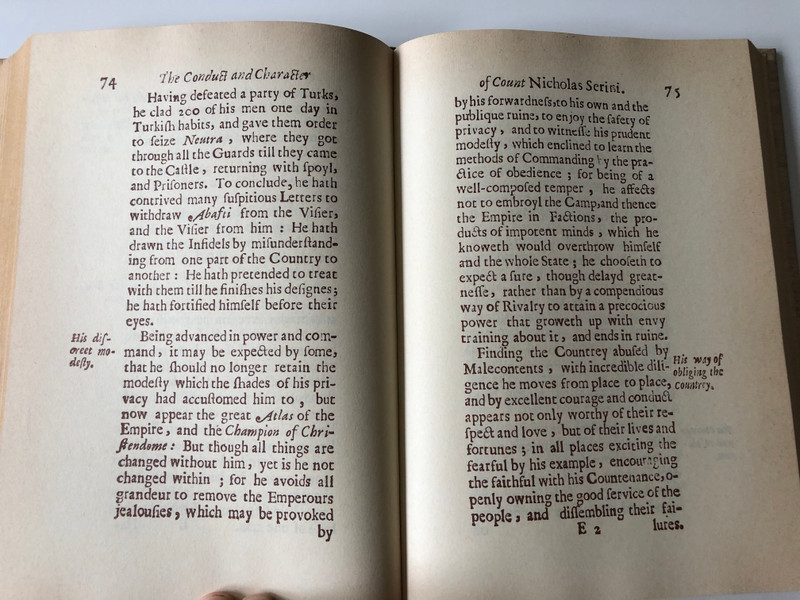 74
The Conduct and Character
Having defeated a party of Turks,
he clad 200 of his men one day in
Turkiſh habits, and gave them order
to ſeize Neutra , where they got
through all the Guards till they came
to the Caſtle , returning with ſpoyl,
and Priſoners. To conclude, he hath
contrived many ſuſpitious Letters to
withdraw Abafti from the Viſier,
and the Viſier from him : He hath
drawn the Infidels by miſunderſtand-
ing from one part of the Country to
another : He hath pretended to treat
with them till he finiſhes his deſignes;
he hath fortified himſelf before their
eyes.
His diſ-
creet mo-
deſty.
Being advanced in power and com-
mand , it may be expected by ſome,
that he ſhould no longer retain the
modeſty which the ſhades of his pri-
vacy had accuſtomed him to , but
now appear the great Atlas of the
Empire, and the Champion of Chri-
ſtendome : But though all things are
changed without him, yet is he not
changed within ; for he avoids all
grandeur to remove the Emperours
jealouſies, which may be provoked
by
of Count Nicholas Serini.
75
by his forwardneſs, to his own and the
publique ruine, to enjoy the ſafety of
privacy , and to witneſſe his prudent
modeſty , which enclined to learn the
methods of Commanding by the pra-
ctice of obedience ; for being of a
well-compoſed temper , he affects
not to embroyl the Camp, and thence
the Empire in Factions, the pro-
ducts of impotent minds , which he
knoweth would overthrow himſelf
and the whole State ; he chooſeth to
expect a ſure , though delayd great-
neſſe, rather than by a compendious
way of Rivalry to attain a precocious
power that groweth up with envy
training about it, and ends in ruine.
Finding the Countrey abuſed by
Malecontents , with incredible dili-
gence he moves from place to place,
and by excellent courage and conduct
appears not only worthy of their re-
ſpect and love , but of their lives and
fortunes ; in all places exciting the
fearful by his example, encouraging
the faithful with his Countenance, o-
penly owning the good ſervice of the
people , and diſſembling their fai-
His way of
obliging the
Countrey.
E 2
lures.